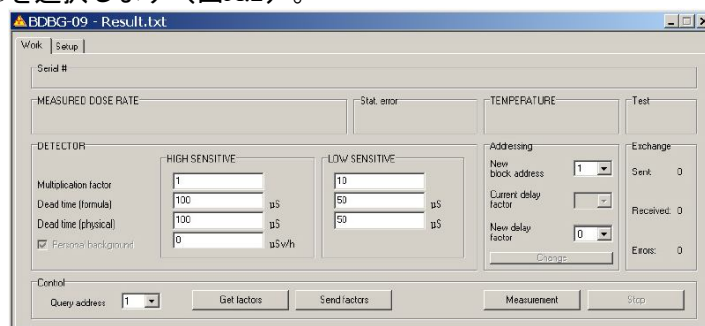 を選択します（図
BDBG-09 - Result.txt
Work Setup
Serial #
MEASURED DOSE RATE Stat. error TEMPERATURE Test
DETECTOR HIGH SENSITIVE LOW SENSITIVE Addressing Exchange
Multiplication factor 1 10 New block address 1 Sent: 0
Dead time (formula) 100 µS 50 µS Current delay factor Received: 0
Dead time (physical) 100 µS 50 µS New delay factor 0
Personal background 0 µSv/h Change Errors: 0
Control
Query address 1 Get factors Send factors Measurement Stop